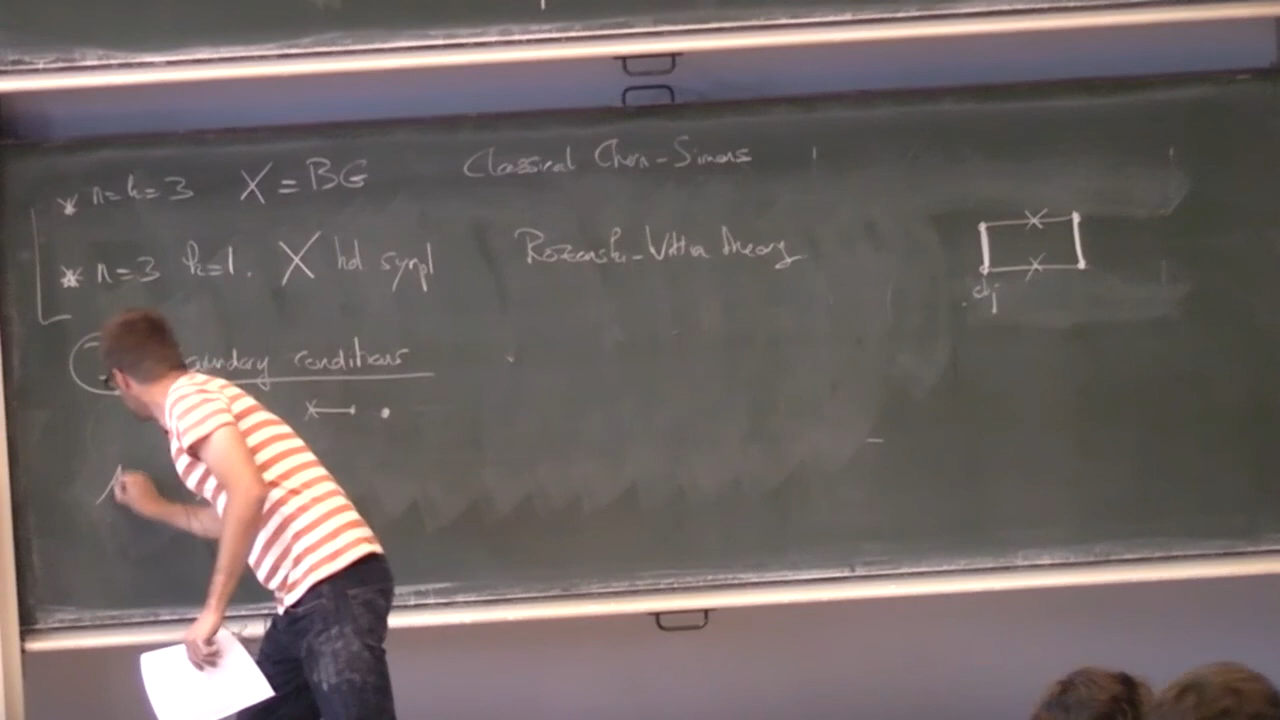 * n=k=3 X=BG Classical Chern-Simons
* n=3 k=1. X hol sympl Rozansky-Witten theory
oundary conditions